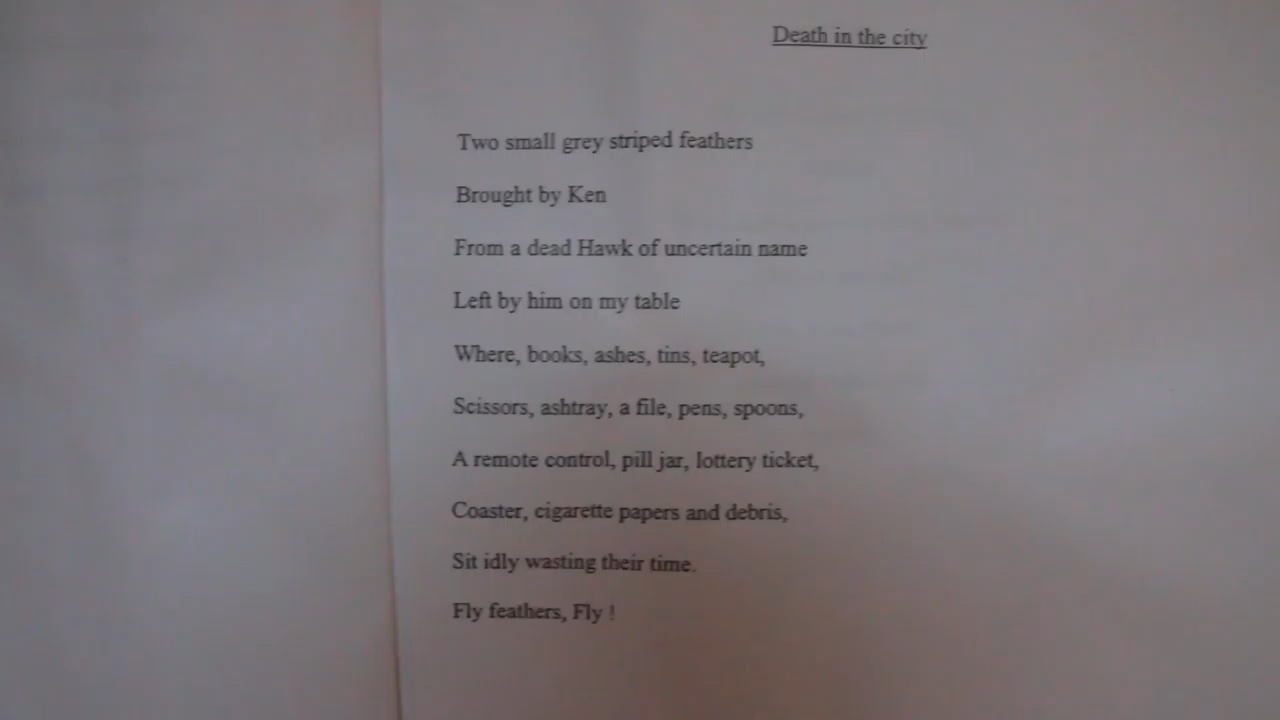 Death in the city
Two small grey striped feathers
Brought by Ken
From a dead Hawk of uncertain name
Left by him on my table
Where, books, ashes, tins, teapot,
Scissors, ashtray, a file, pens, spoons,
A remote control, pill jar, lottery ticket,
Coaster, cigarette papers and debris,
Sit idly wasting their time.
Fly feathers, Fly !